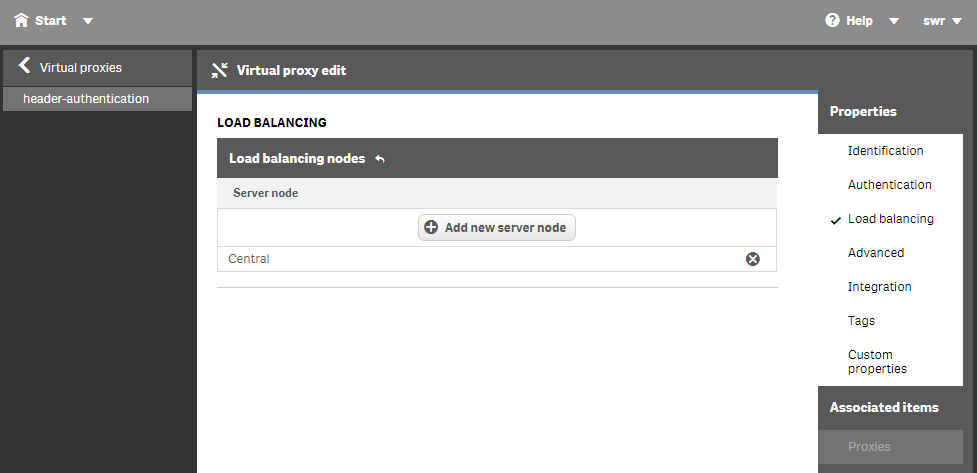 Start
Help
swr
Virtual proxies
header-authentication
Virtual proxy edit
LOAD BALANCING
Load balancing nodes
Server node
Add new server node
Central
Properties
Identification
Authentication
Load balancing
Advanced
Integration
Tags
Custom
properties
Associated items
Proxies